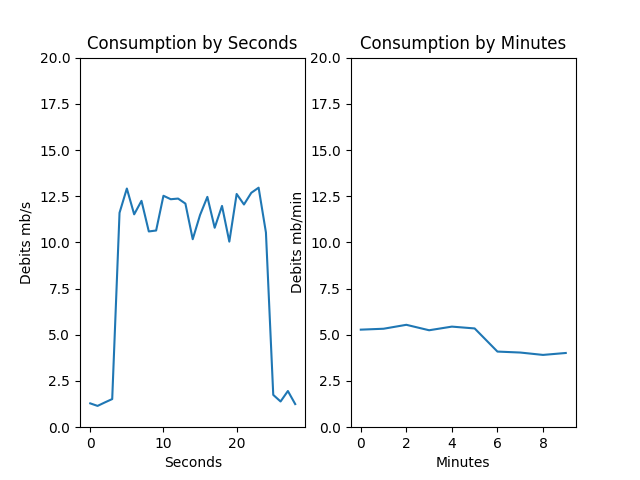 Consumption by Seconds
20.0
17.5
15.0
12.5
10.0
7.5
5.0
2.5
0.0
Debits mb/s
0 10 20
Seconds
Consumption by Minutes
20.0
17.5
15.0
12.5
10.0
7.5
5.0
2.5
0.0
Debits mb/min
0 2 4 6 8
Minutes